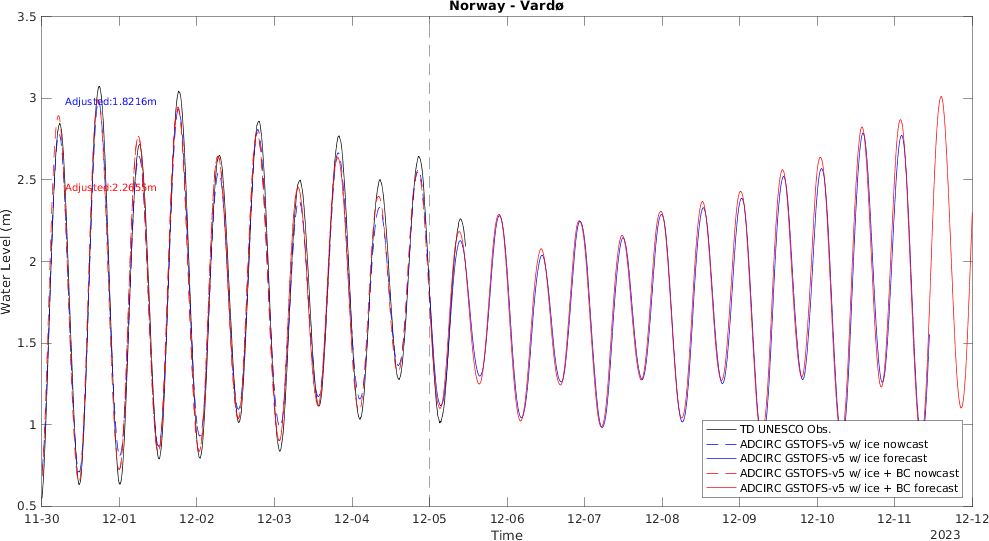 Norway - Vardø
3.5
3
2.5
2
1.5
1
0.5
Water Level (m)
Adjusted:1.8216m
Adjusted:2.2655m
TD UNESCO Obs.
ADCIRC GSTOFS-v5 w/ ice nowcast
ADCIRC GSTOFS-v5 w/ ice forecast
ADCIRC GSTOFS-v5 w/ ice + BC nowcast
ADCIRC GSTOFS-v5 w/ ice + BC forecast
11-30 12-01 12-02 12-03 12-04 12-05 12-06 12-07 12-08 12-09 12-10 12-11 12-12
Time
2023